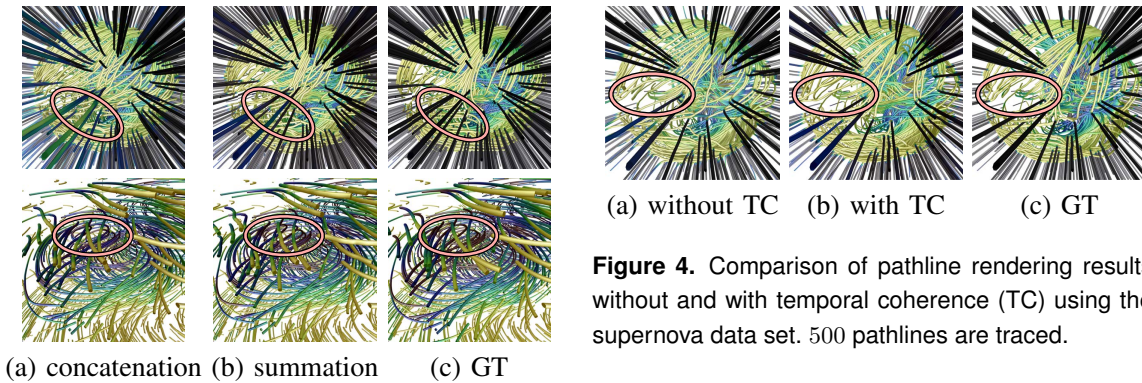 (a) concatenation (b) summation (c) GT
(a) without TC (b) with TC (c) GT
Figure 4. Comparison of pathline rendering result
without and with temporal coherence (TC) using the
supernova data set. 500 pathlines are traced.